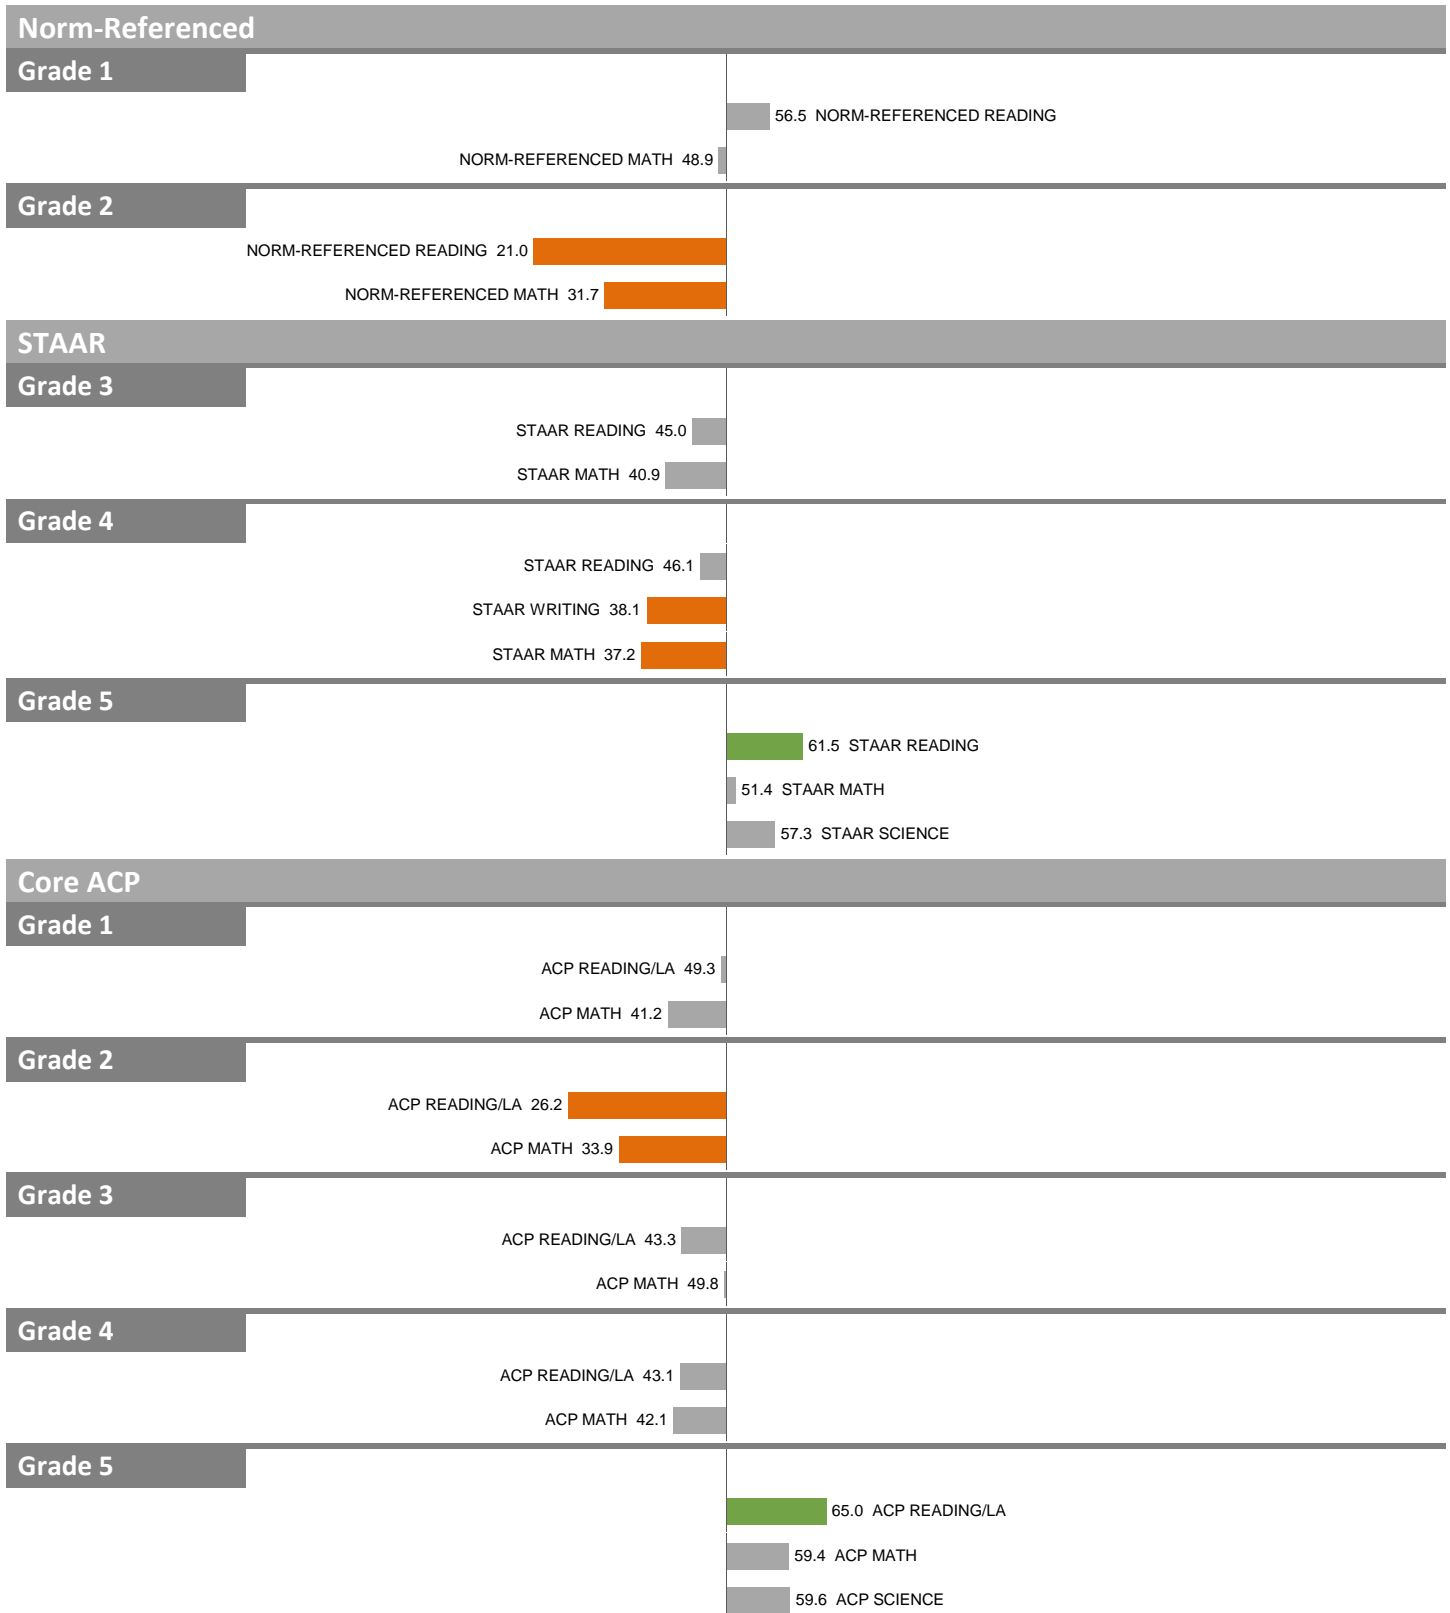 Norm-Referenced
Grade 1
56.5 NORM-REFERENCED READING
NORM-REFERENCED MATH 48.9
Grade 2
NORM-REFERENCED READING 21.0
NORM-REFERENCED MATH 31.7
STAAR
Grade 3
STAAR READING 45.0
STAAR MATH 40.9
Grade 4
STAAR READING 46.1
STAAR WRITING 38.1
STAAR MATH 37.2
Grade 5
61.5 STAAR READING
51.4 STAAR MATH
57.3 STAAR SCIENCE
Core ACP
Grade 1
ACP READING/LA 49.3
ACP MATH 41.2
Grade 2
ACP READING/LA 26.2
ACP MATH 33.9
Grade 3
ACP READING/LA 43.3
ACP MATH 49.8
Grade 4
ACP READING/LA 43.1
ACP MATH 42.1
Grade 5
65.0 ACP READING/LA
59.4 ACP MATH
59.6 ACP SCIENCE